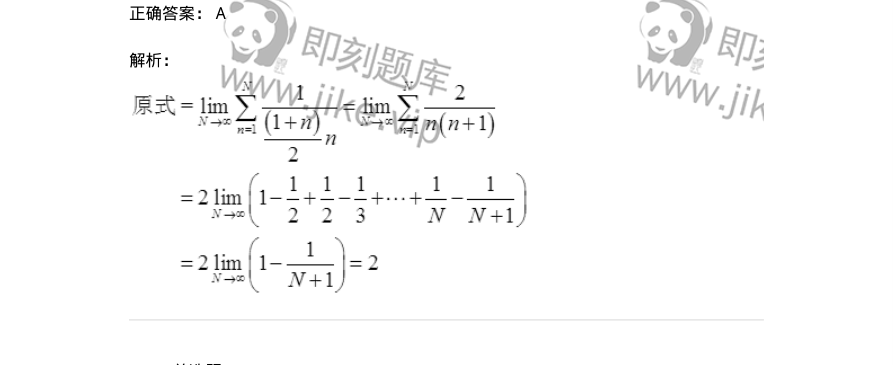 正确答案： A
解析：
即刻题库
www.jike.vip
即刻
www.jik
原式 = lim_{N→∞} ∑_{n=1}^{N} 1/((1+n)/2 n) = lim_{N→∞} ∑_{n=1}^{N} 2/(n(n+1))
= 2 lim_{N→∞} (1 − 1/2 + 1/2 − 1/3 + ⋯ + 1/N − 1/(N+1))
= 2 lim_{N→∞} (1 − 1/(N+1)) = 2